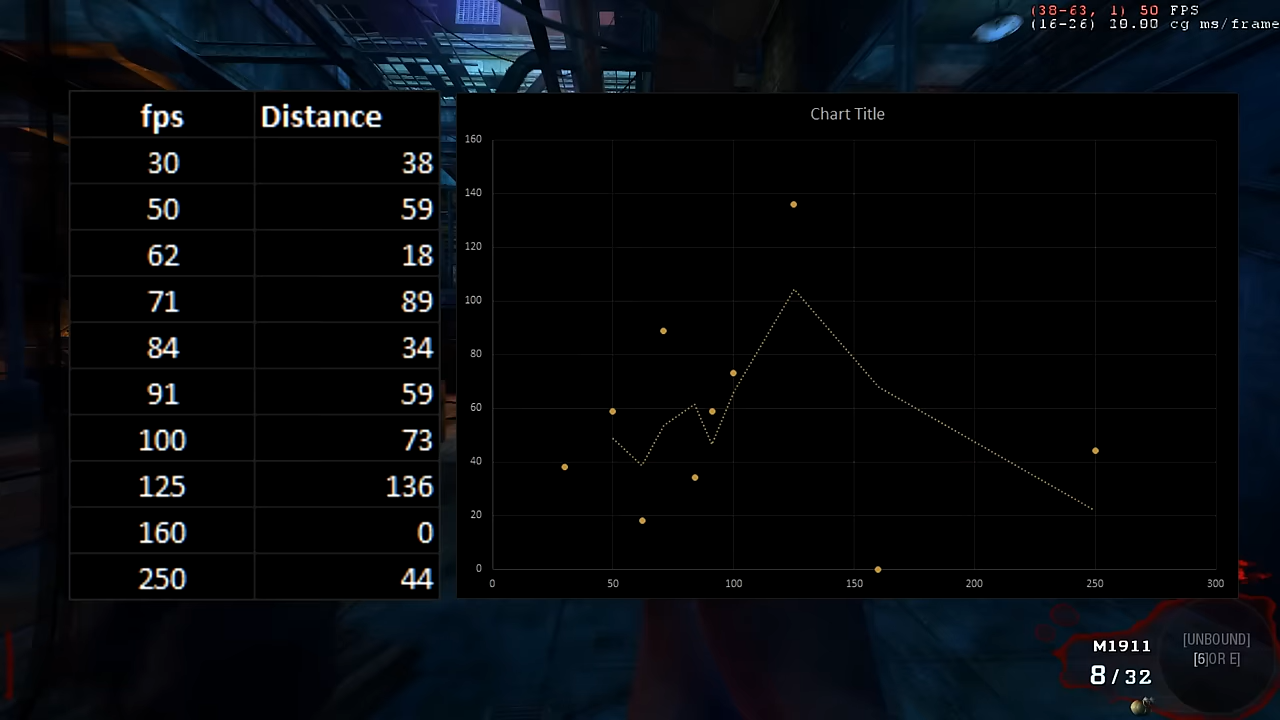 (38-63, 1) 50 FPS
(16-26) 20.00 cg ms/frame
fps Distance
30 38
50 59
62 18
71 89
84 34
91 59
100 73
125 136
160 0
250 44
Chart Title
160
140
120
100
80
60
40
20
0
0 50 100 150 200 250 300
M1911
8/32
[UNBOUND]
[6]OR E]